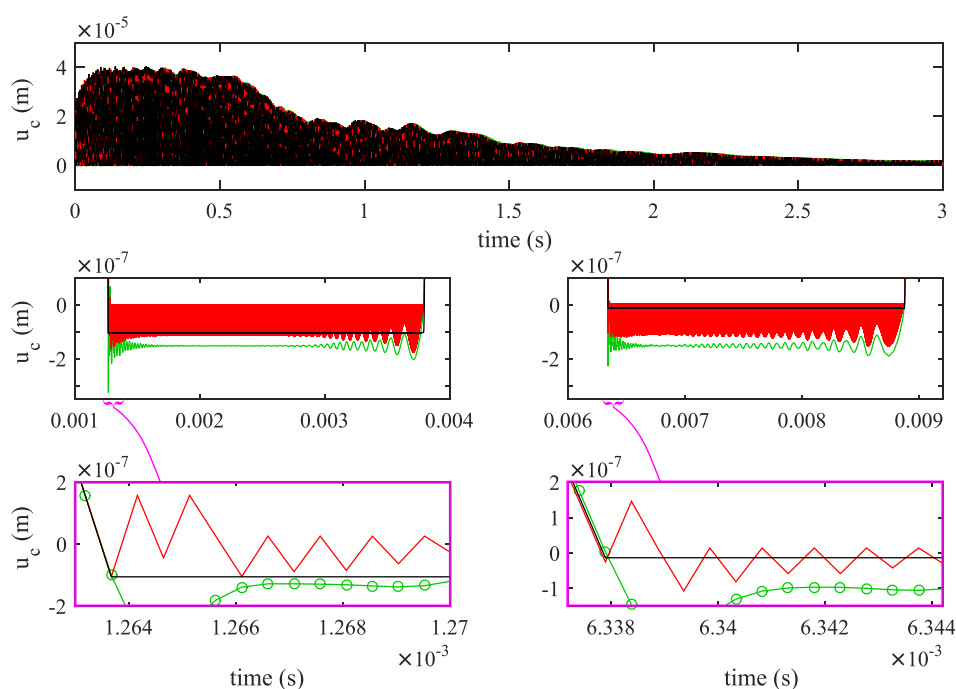 ×10⁻⁵
u_c (m)
4
2
0
0 0.5 1 1.5 2 2.5 3
time (s)
×10⁻⁷ ×10⁻⁷
u_c (m) u_c (m)
0 0
-2 -2
0.001 0.002 0.003 0.004 0.006 0.007 0.008 0.009
×10⁻⁷ ×10⁻⁷
u_c (m) u_c (m)
2 2
1
0 0
-1
-2
1.264 1.266 1.268 1.27 6.338 6.34 6.342 6.344
×10⁻³ ×10⁻³
time (s) time (s)